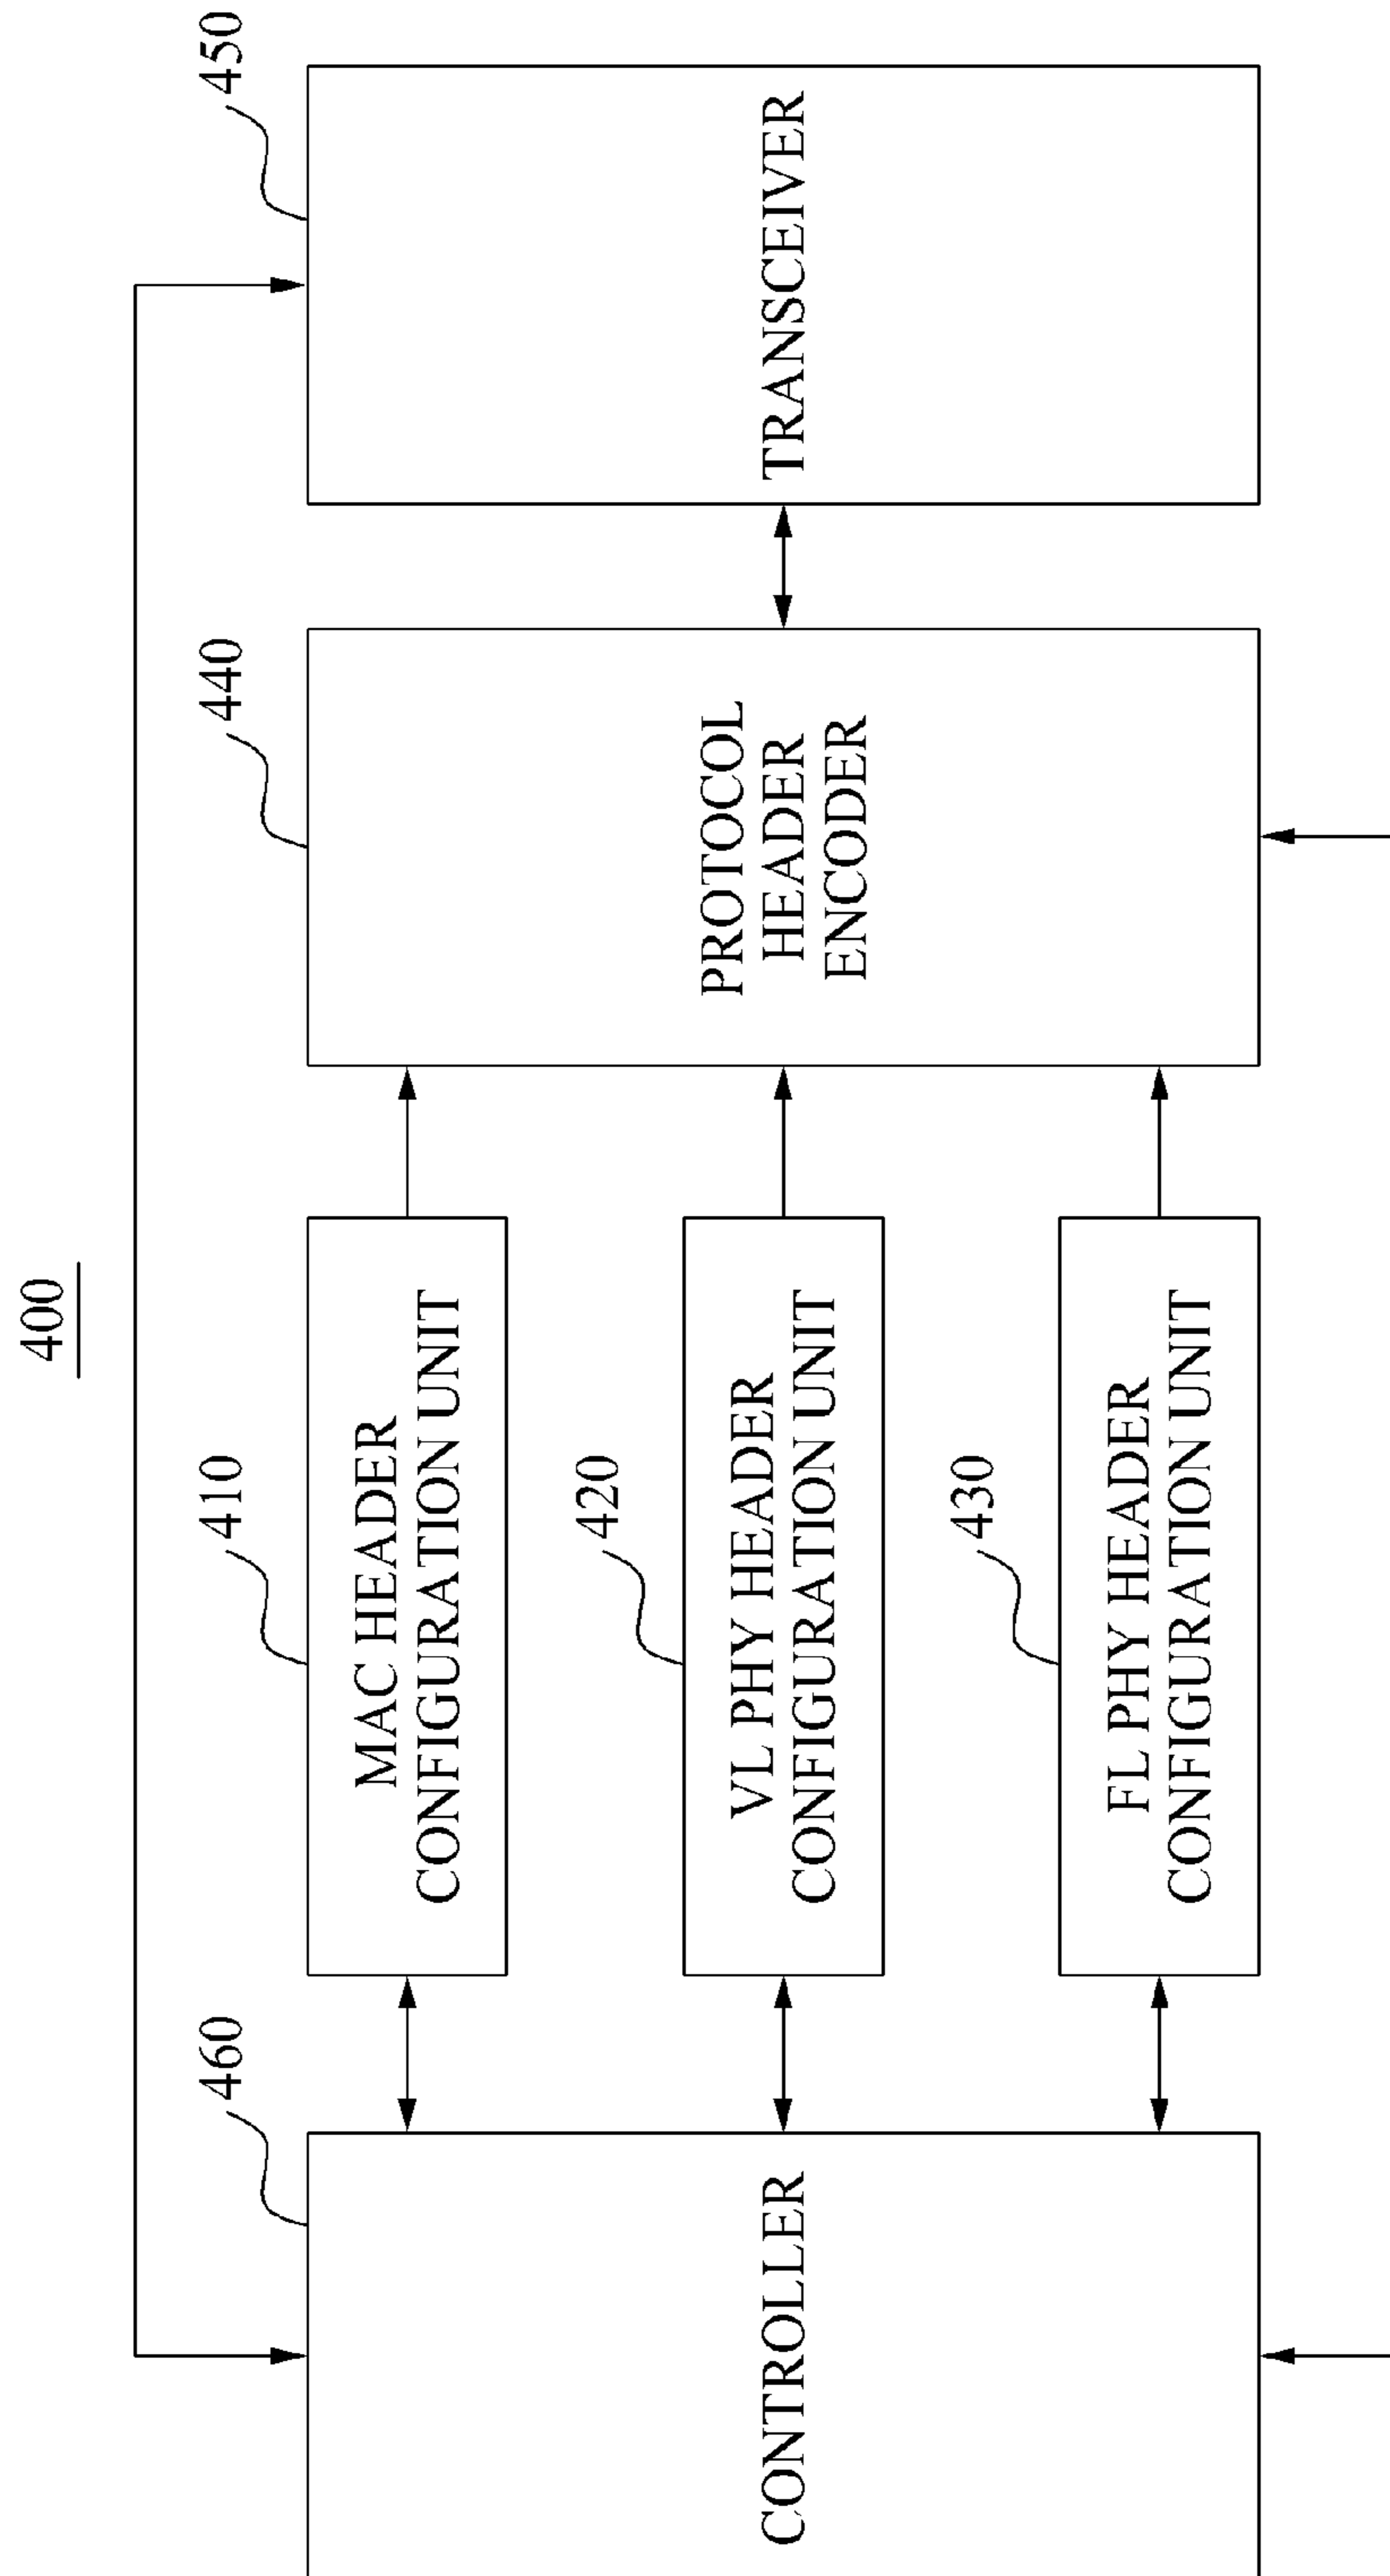 400
460
CONTROLLER
410
MAC HEADER
CONFIGURATION UNIT
420
VL PHY HEADER
CONFIGURATION UNIT
430
FL PHY HEADER
CONFIGURATION UNIT
440
PROTOCOL
HEADER
ENCODER
450
TRANSCEIVER